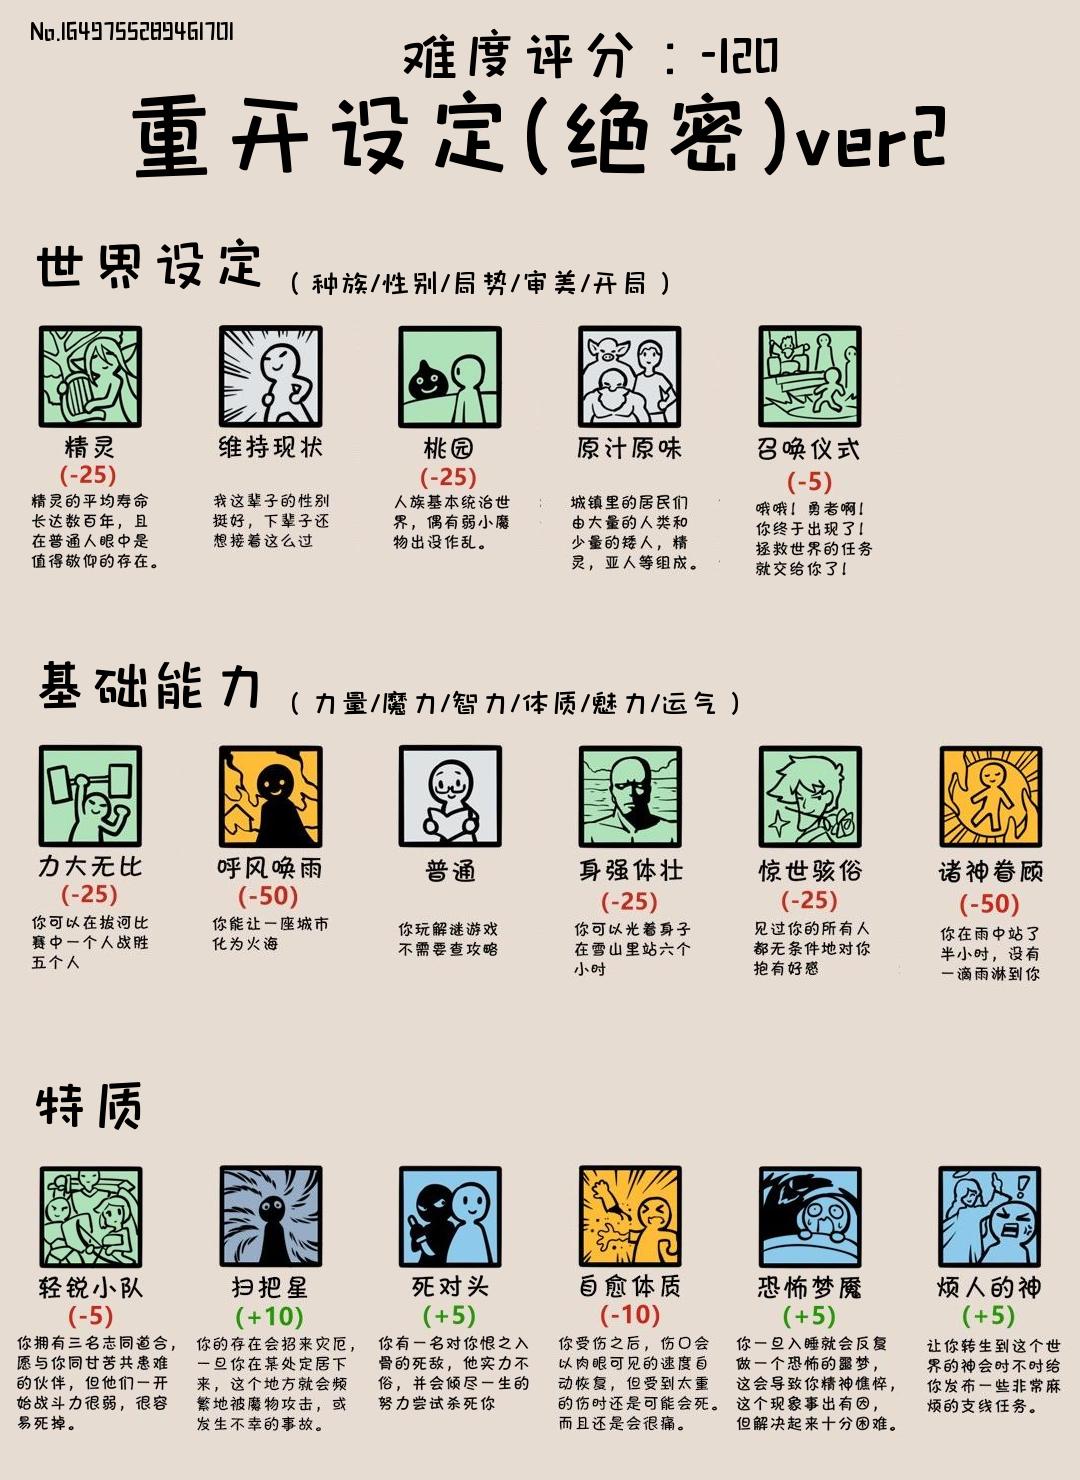 No.1649755289461701
难度评分：-120
重开设定(绝密)ver2
世界设定
（种族/性别/局势/审美/开局）
精灵
(-25)
精灵的平均寿命
长达数百年，且
在普通人眼中是
值得敬仰的存在。
维持现状
我这辈子的性别
挺好，下辈子还
想接着这么过
桃园
(-25)
人族基本统治世
界，偶有弱小魔
物出设作乱。
原汁原味
城镇里的居民们
由大量的人类和
少量的矮人，精
灵，亚人等组成。
召唤仪式
(-5)
哦哦！勇者啊！
你终于出现了！
拯救世界的任务
就交给你了！
基础能力
（力量/魔力/智力/体质/魅力/运气）
力大无比
(-25)
你可以在拔河比
赛中一个人战胜
五个人
呼风唤雨
(-50)
你能让一座城市
化为火海
普通
你玩解谜游戏
不需要查攻略
身强体壮
(-25)
你可以光着身子
在雪山里站六个
小时
惊世骇俗
(-25)
见过你的所有人
都无条件地对你
抱有好感
诸神眷顾
(-50)
你在雨中站了
半小时，没有
一滴雨淋到你
特质
轻锐小队
(-5)
你拥有三名志同道合，
愿与你同甘苦共患难
的伙伴，但他们一开
始战斗力很弱，很容
易死掉。
扫把星
(+10)
你的存在会招来灾厄，
一旦你在某处定居下
来，这个地方就会频
繁地被魔物攻击，或
发生不幸的事故。
死对头
(+5)
你有一名对你恨之入
骨的死敌，他实力不
俗，并会倾尽一生的
努力尝试杀死你
自愈体质
(-10)
你受伤之后，伤口会
以肉眼可见的速度自
动恢复，但受到太重
的伤时还是可能会死。
而且还是会很痛。
恐怖梦魇
(+5)
你一旦入睡就会反复
做一个恐怖的噩梦，
这会导致你精神憔悴，
这个现象事出有因，
但解决起来十分困难。
烦人的神
(+5)
让你转生到这个世
界的神会时不时给
你发布一些非常麻
烦的支线任务。